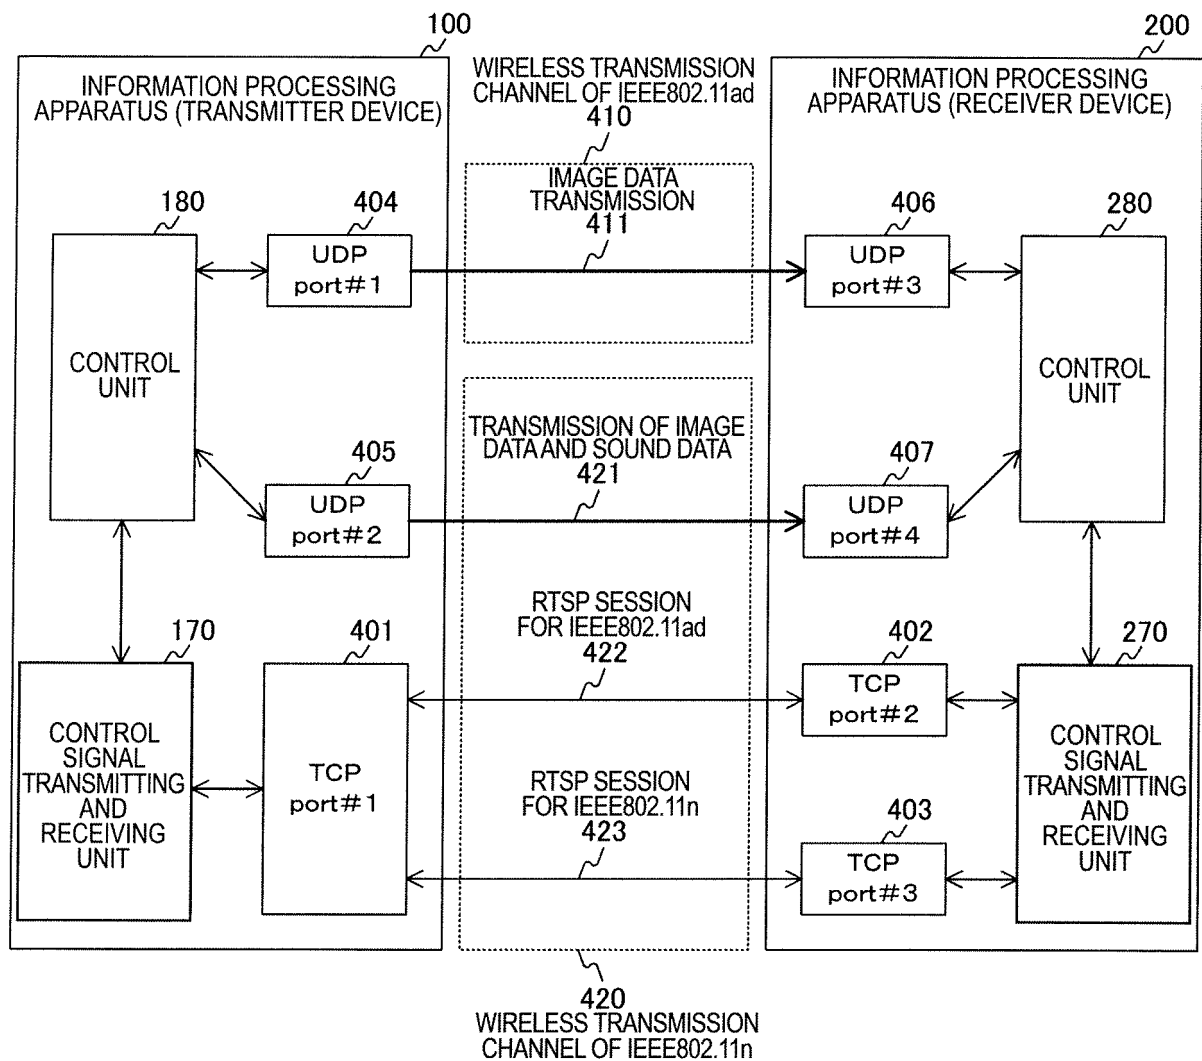 100
INFORMATION PROCESSING
APPARATUS (TRANSMITTER DEVICE)
WIRELESS TRANSMISSION
CHANNEL OF IEEE802.11ad
410
200
INFORMATION PROCESSING
APPARATUS (RECEIVER DEVICE)
IMAGE DATA
TRANSMISSION
411
180
CONTROL
UNIT
404
UDP
port#1
406
UDP
port#3
280
CONTROL
UNIT
TRANSMISSION OF IMAGE
DATA AND SOUND DATA
421
405
UDP
port#2
407
UDP
port#4
RTSP SESSION
FOR IEEE802.11ad
422
170
CONTROL
SIGNAL
TRANSMITTING
AND
RECEIVING
UNIT
401
TCP
port#1
402
TCP
port#2
270
CONTROL
SIGNAL
TRANSMITTING
AND
RECEIVING
UNIT
RTSP SESSION
FOR IEEE802.11n
423
403
TCP
port#3
420
WIRELESS TRANSMISSION
CHANNEL OF IEEE802.11n